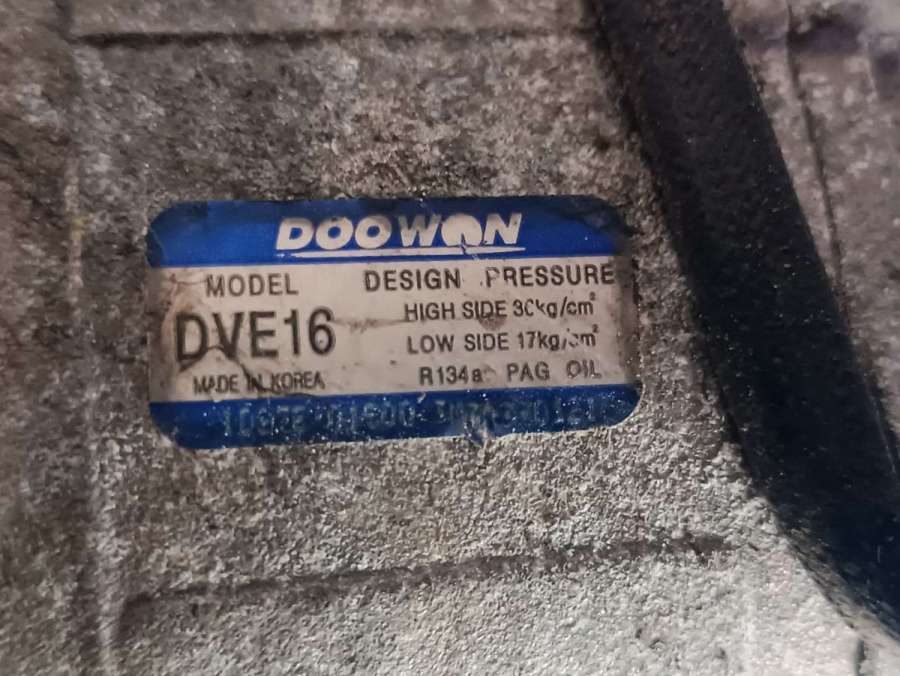 DOOWON
MODEL
DESIGN PRESSURE
DVE16
HIGH SIDE 30kg/cm²
LOW SIDE 17kg/cm²
MADE IN KOREA
R134a PAG OIL